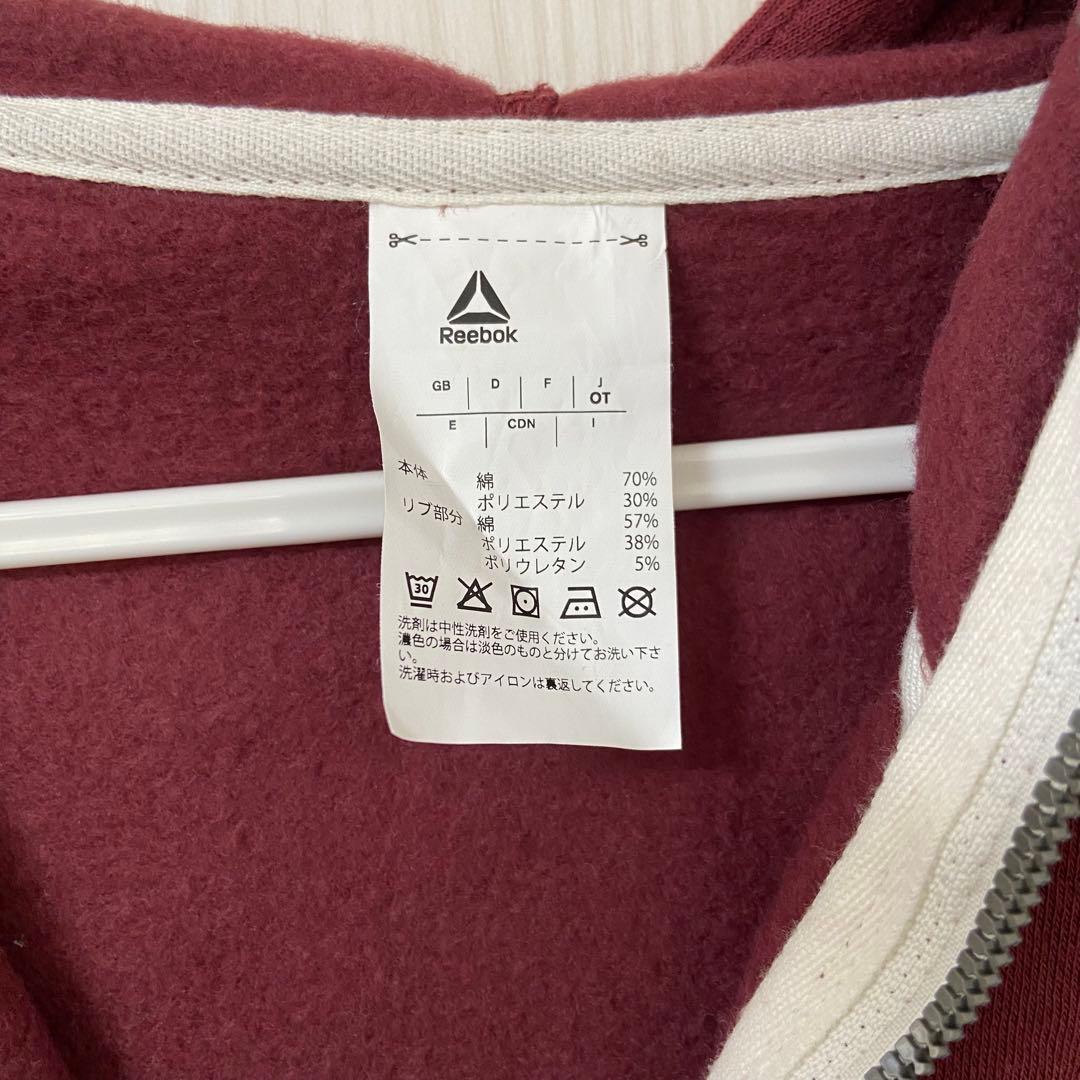 Reebok
GB D F J
OT
E CDN I
本体 綿 70%
ポリエステル 30%
リブ部分 綿 57%
ポリエステル 38%
ポリウレタン 5%
30
洗剤は中性洗剤をご使用ください。
濃色の場合は淡色のものと分けてお洗い下さ
い。
洗濯時およびアイロンは裏返してください。